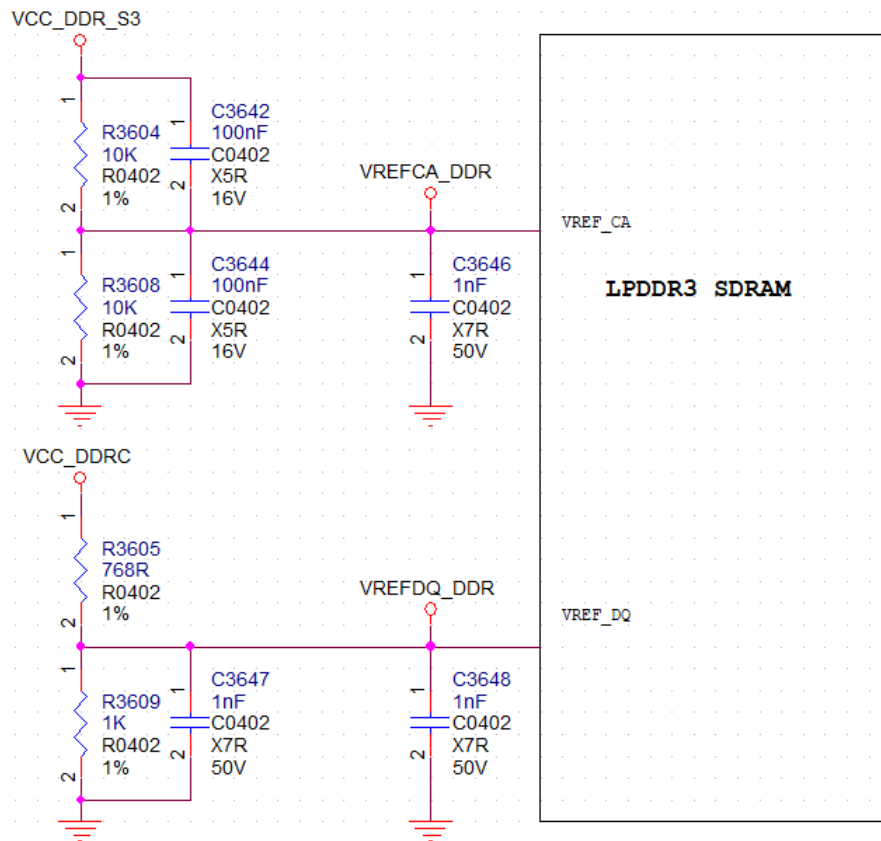 VCC_DDR_S3
1
R3604
10K
R0402
1%
2
1
C3642
100nF
C0402
X5R
16V
2
VREFCA_DDR
VREF_CA
1
R3608
10K
R0402
1%
2
1
C3644
100nF
C0402
X5R
16V
2
1
C3646
1nF
C0402
X7R
50V
2
LPDDR3 SDRAM
VCC_DDRC
1
R3605
768R
R0402
1%
2
VREFDQ_DDR
VREF_DQ
1
R3609
1K
R0402
1%
2
1
C3647
1nF
C0402
X7R
50V
2
1
C3648
1nF
C0402
X7R
50V
2